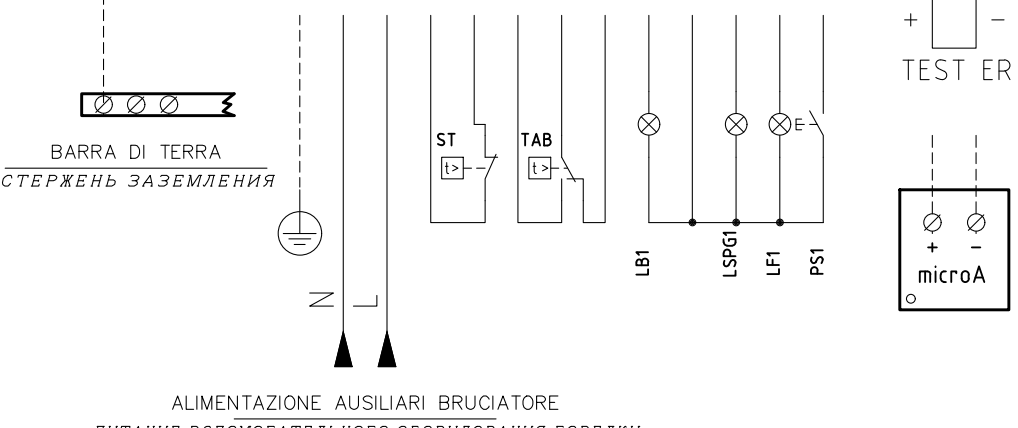 + −
TEST ER
BARRA DI TERRA
СТЕРЖЕНЬ ЗАЗЕМЛЕНИЯ
ST
t>
TAB
t>
E
LB1
LSPG1
LF1
PS1
+ −
microA
N
L
ALIMENTAZIONE AUSILIARI BRUCIATORE